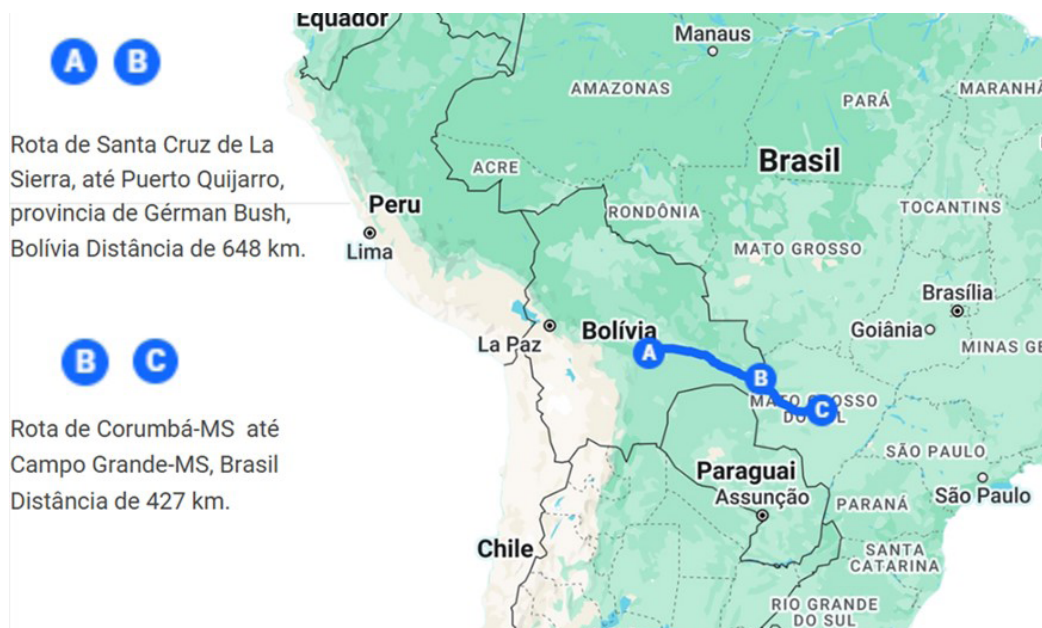 A B
Rota de Santa Cruz de La
Sierra, até Puerto Quijarro,
provincia de Gérman Bush,
Bolívia Distância de 648 km.
B C
Rota de Corumbá-MS até
Campo Grande-MS, Brasil
Distância de 427 km.
Equador
Manaus
AMAZONAS
PARÁ
MARANHÃ
ACRE
Brasil
Peru
RONDÔNIA
TOCANTINS
Lima
MATO GROSSO
Brasília
La Paz
Bolívia
Goiânia
MINAS GE
A
B
MATO GROSSO
DO SUL
C
SÃO PAULO
Paraguai
Assunção
São Paulo
PARANÁ
Chile
SANTA
CATARINA
RIO GRANDE
DO SUL